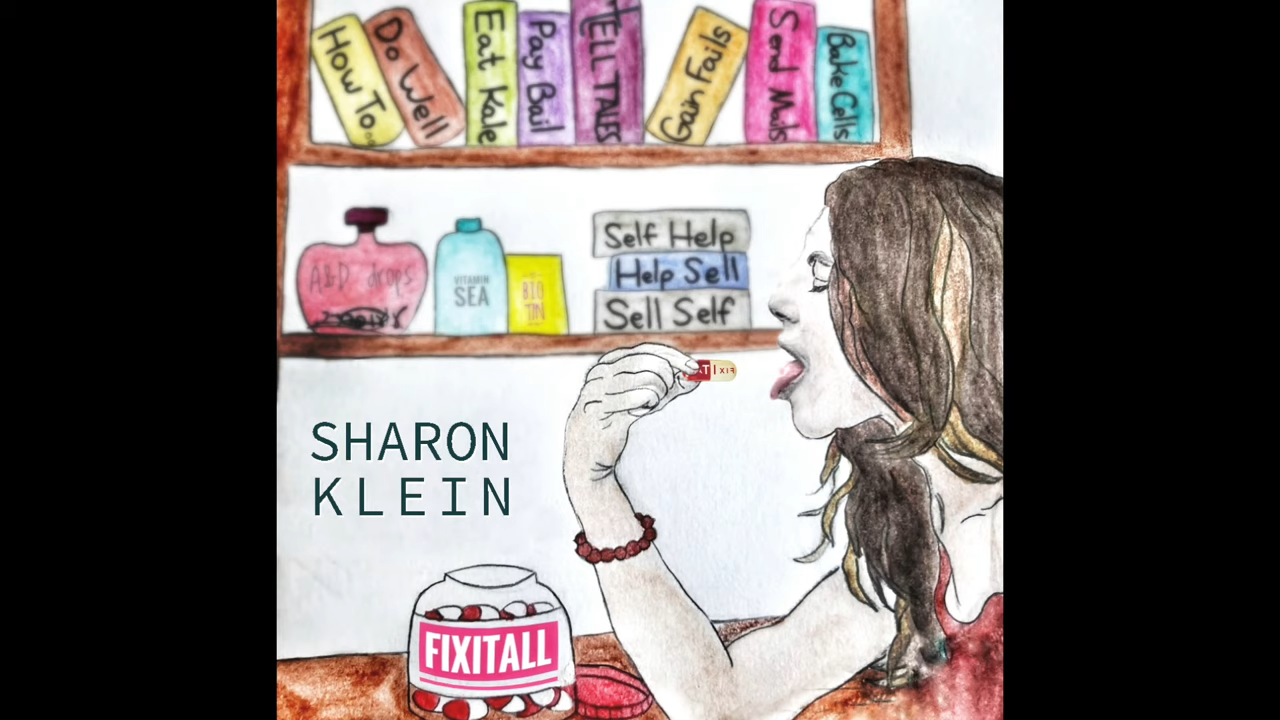 How To
Do Well
Eat Kale
Pay Bail
TELL TALES
Gain Fails
Send Mails
Bake Cells
A&D drops
VITAMIN
SEA
BIO
TIN
Self Help
Help Sell
Sell Self
SHARON
KLEIN
FIXITALL